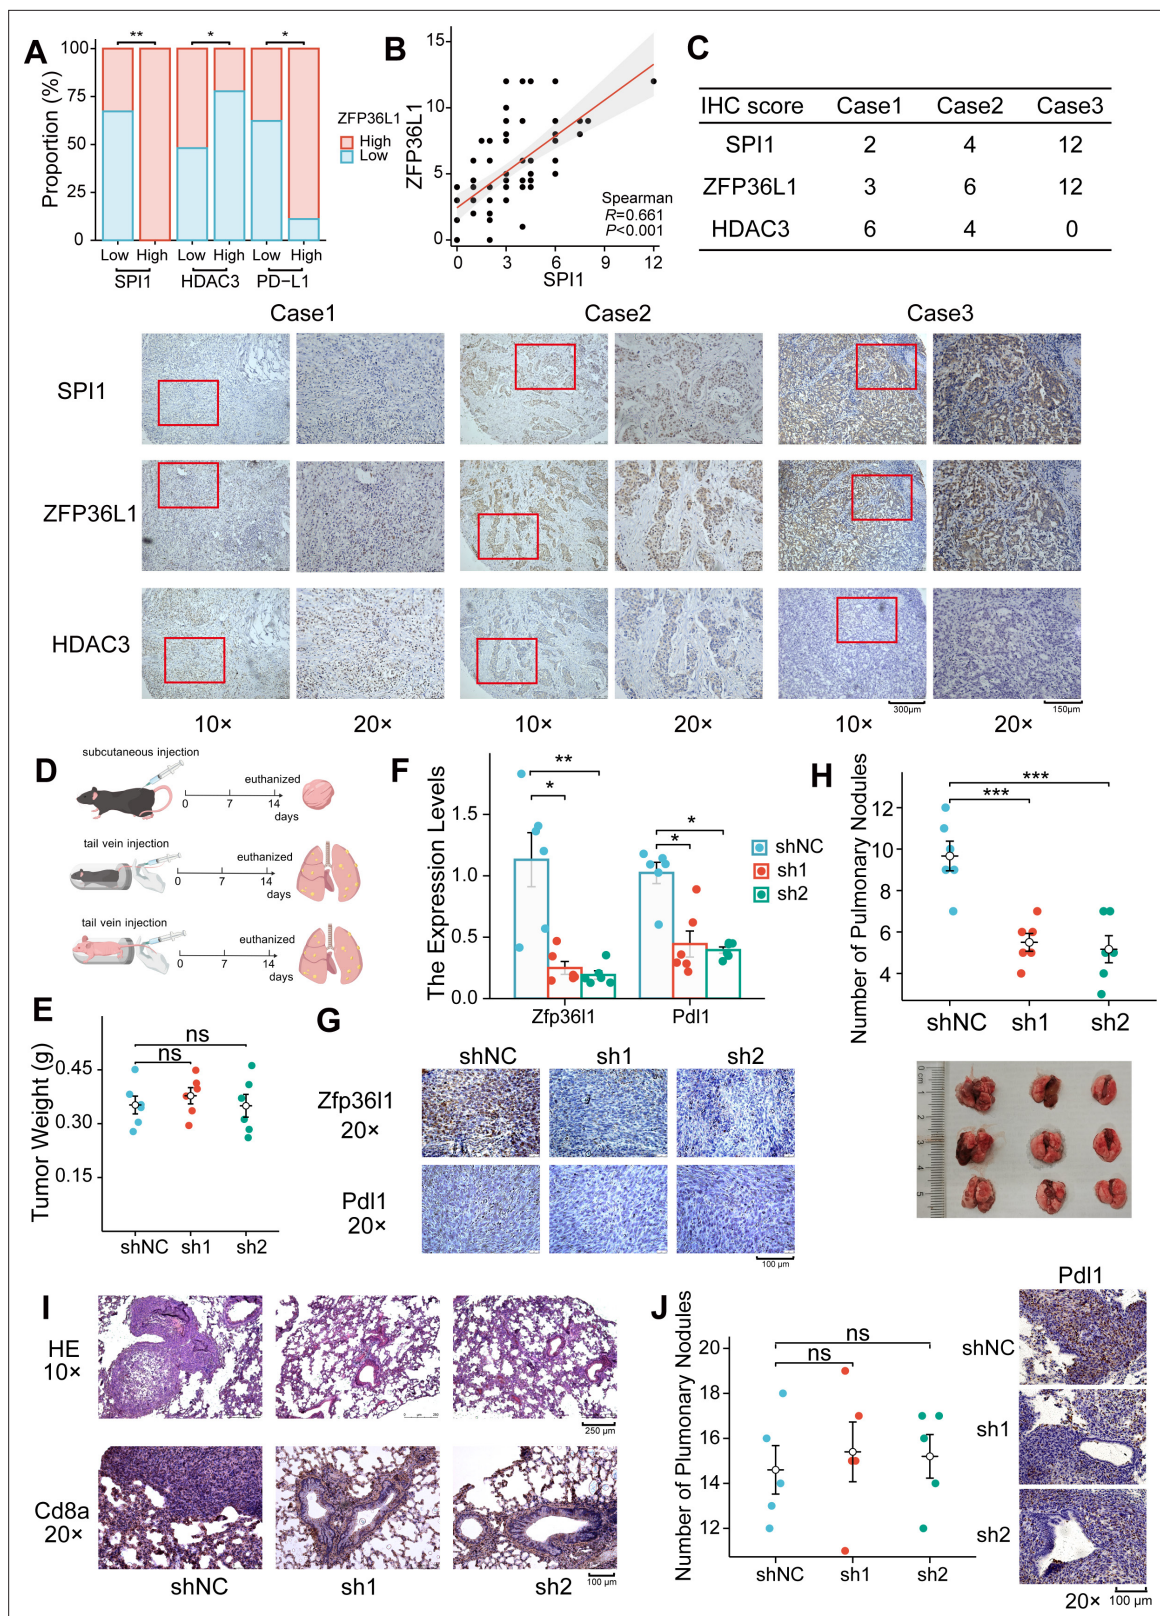 A
Proportion (%)
100
75
50
25
0
**
*
*
Low High Low High Low High
SPI1 HDAC3 PD-L1
ZFP36L1
High
Low
B
ZFP36L1
15
10
5
0
0 3 6 9 12
SPI1
Spearman
R=0.661
P<0.001
C
IHC score Case1 Case2 Case3
SPI1 2 4 12
ZFP36L1 3 6 12
HDAC3 6 4 0
Case1 Case2 Case3
SPI1
ZFP36L1
HDAC3
300μm 150μm
10× 20× 10× 20× 10× 20×
D
subcutaneous injection
euthanized
0 7 14
days
tail vein injection
euthanized
0 7 14
days
tail vein injection
euthanized
0 7 14
days
E
Tumor Weight (g)
0.45
0.30
0.15
ns
ns
shNC sh1 sh2
F
The Expression Levels
1.5
1.0
0.5
0.0
**
*
*
*
Zfp36l1 Pdl1
shNC
sh1
sh2
G
shNC sh1 sh2
Zfp36l1
20×
Pdl1
20×
100 μm
H
Number of Pulmonary Nodules
12
10
8
6
4
***
***
shNC sh1 sh2
0 cm
1
2
3
4
5
I
HE
10×
250 μm
Cd8a
20×
100 μm
shNC sh1 sh2
J
Number of Plumonary Nodules
20
18
16
14
12
ns
ns
shNC sh1 sh2
Pdl1
shNC
sh1
sh2
20× 100 μm